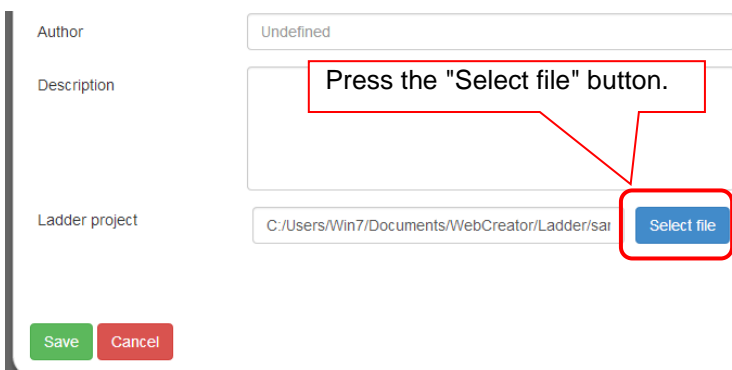 Author
Undefined
Description
Press the "Select file" button.
Ladder project
C:/Users/Win7/Documents/WebCreator/Ladder/sar
Select file
Save
Cancel